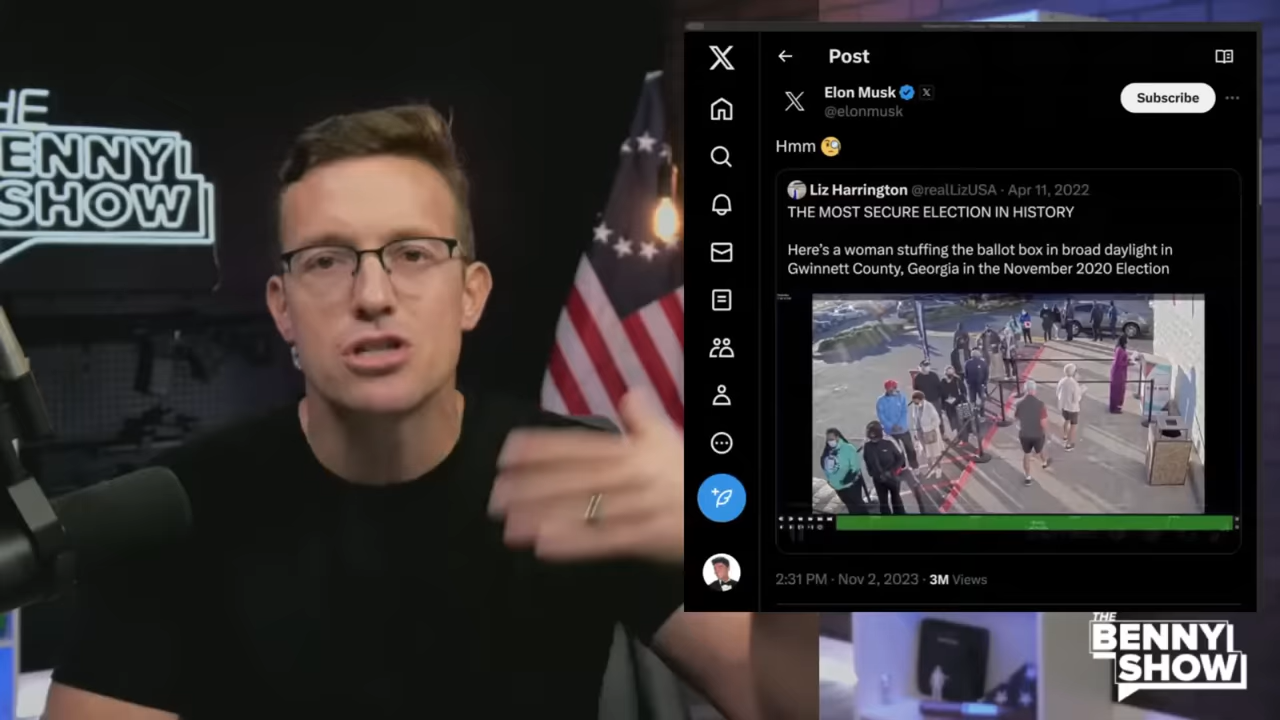 THE
BENNY
SHOW
Post
Elon Musk
@elonmusk
Subscribe
Hmm 🧐
Liz Harrington @realLizUSA · Apr 11, 2022
THE MOST SECURE ELECTION IN HISTORY
Here's a woman stuffing the ballot box in broad daylight in
Gwinnett County, Georgia in the November 2020 Election
2:31 PM · Nov 2, 2023 · 3M Views
THE
BENNY
SHOW